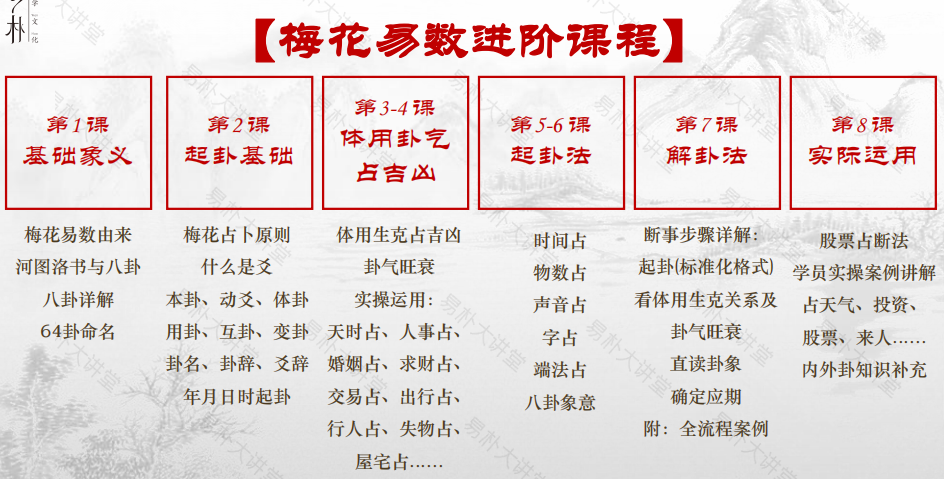 朴
学
文
化
【梅花易数进阶课程】
第1课
基础象义
梅花易数由来
河图洛书与八卦
八卦详解
64卦命名
第2课
起卦基础
梅花占卜原则
什么是爻
本卦、动爻、体卦
用卦、互卦、变卦
卦名、卦辞、爻辞
年月日时起卦
第3-4课
体用卦气
占吉凶
体用生克占吉凶
卦气旺衰
实操运用：
天时占、人事占、
婚姻占、求财占、
交易占、出行占、
行人占、失物占、
屋宅占......
第5-6课
起卦法
时间占
物数占
声音占
字占
端法占
八卦象意
第7课
解卦法
断事步骤详解：
起卦(标准化格式)
看体用生克关系及
卦气旺衰
直读卦象
确定应期
附：全流程案例
第8课
实际运用
股票占断法
学员实操案例讲解
占天气、投资、
股票、来人......
内外卦知识补充
易朴大讲堂